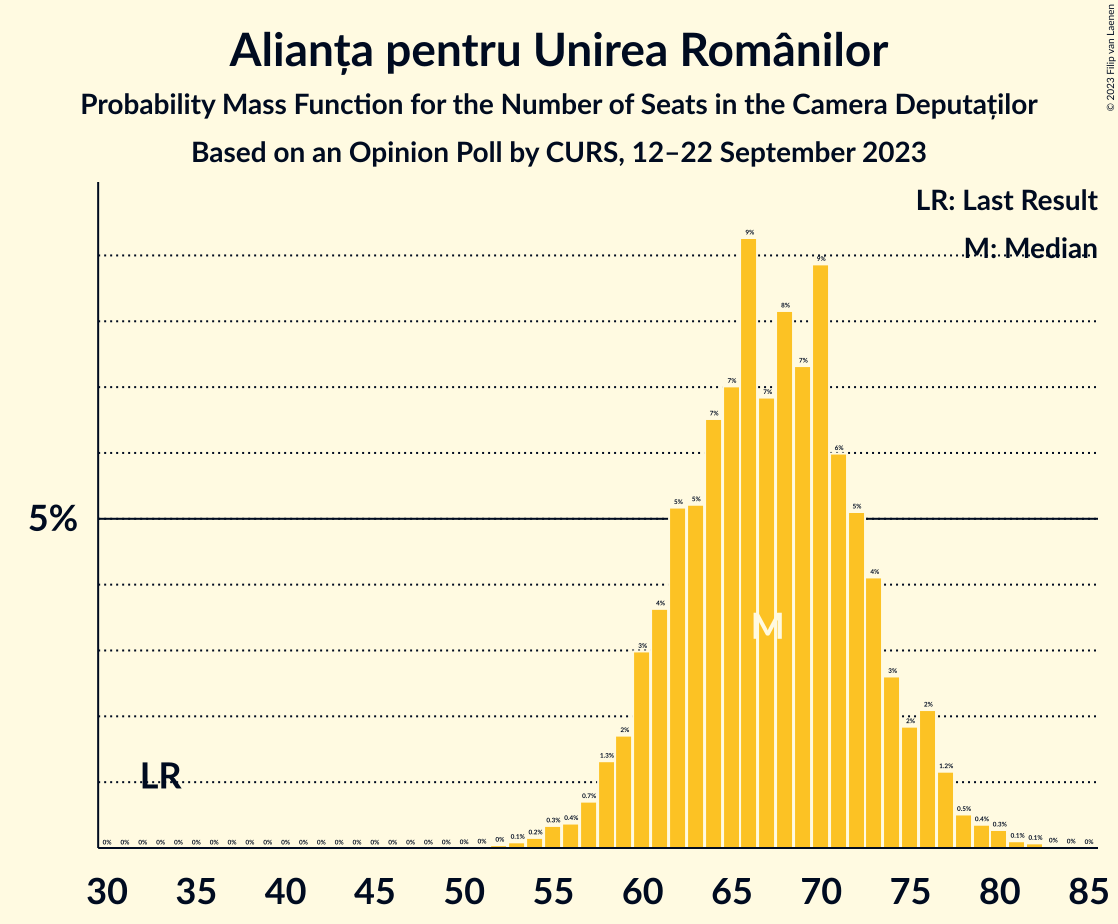 Alianța pentru Unirea Românilor
Probability Mass Function for the Number of Seats in the Camera Deputaților
Based on an Opinion Poll by CURS, 12–22 September 2023
© 2023 Filip van Laenen
LR: Last Result
M: Median
5%
LR
M
0% 0% 0% 0% 0% 0% 0% 0% 0% 0% 0% 0% 0% 0% 0% 0% 0% 0% 0% 0% 0% 0% 0% 0.1% 0.2% 0.3% 0.4% 0.7% 1.3% 2% 3% 4% 5% 5% 7% 7% 9% 7% 8% 7% 9% 6% 5% 4% 3% 2% 2% 1.2% 0.5% 0.4% 0.3% 0.1% 0.1% 0% 0% 0%
30 35 40 45 50 55 60 65 70 75 80 85